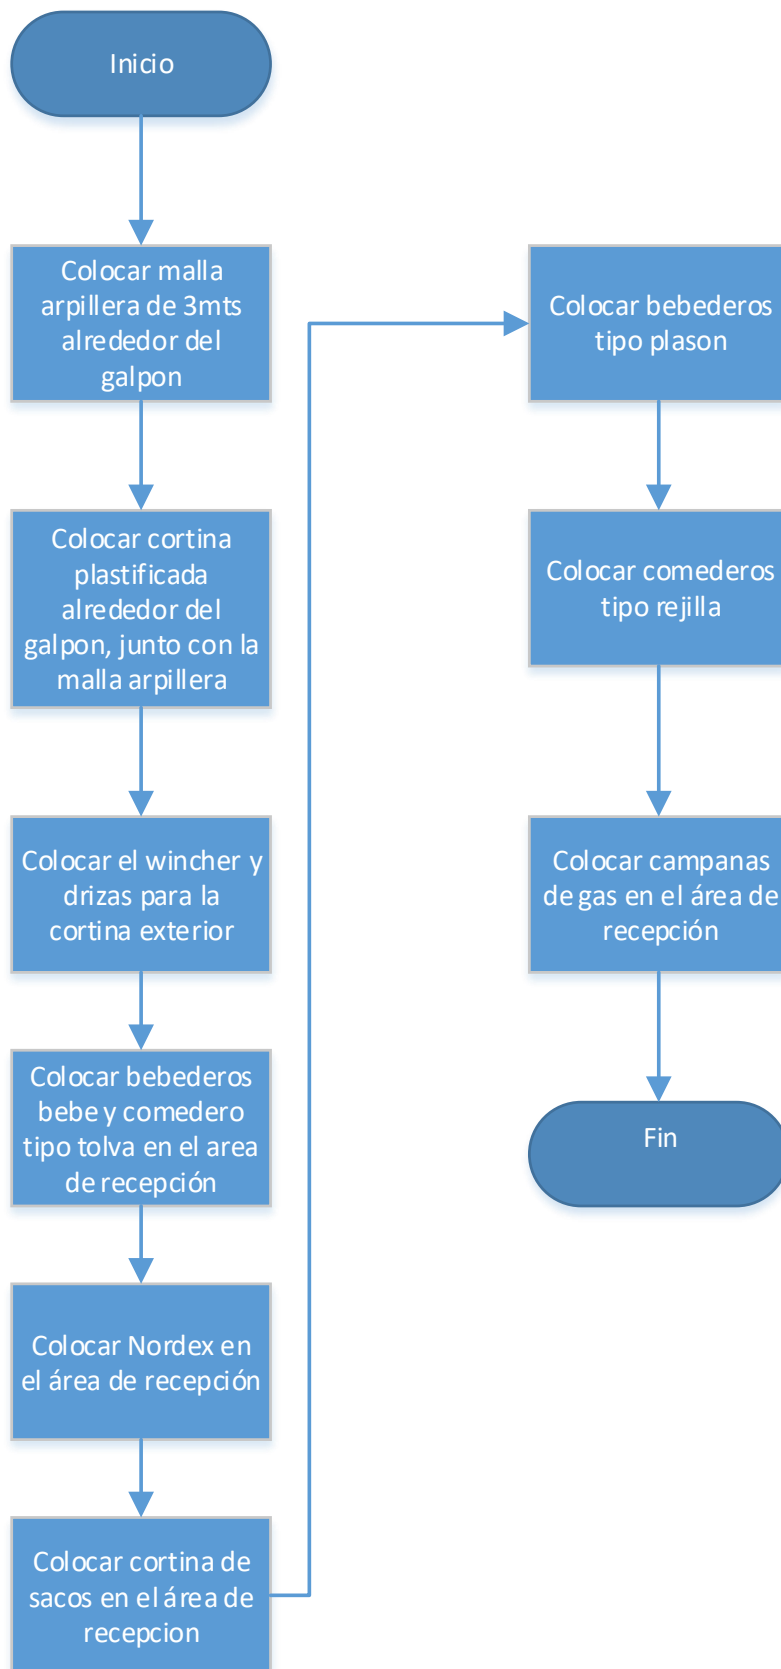 Inicio
Colocar malla
arpillera de 3mts
alrededor del
galpon
Colocar cortina
plastificada
alrededor del
galpon, junto con la
malla arpillera
Colocar el wincher y
drizas para la
cortina exterior
Colocar bebederos
bebe y comedero
tipo tolva en el area
de recepción
Colocar Nordex en
el área de recepción
Colocar cortina de
sacos en el área de
recepcion
Colocar bebederos
tipo plason
Colocar comederos
tipo rejilla
Colocar campanas
de gas en el área de
recepción
Fin